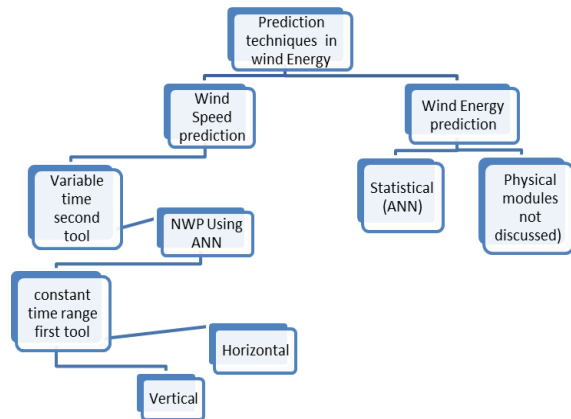 Prediction
techniques in
wind Energy
Wind
Speed
prediction
Wind Energy
prediction
Variable
time
second
tool
NWP Using
ANN
Statistical
(ANN)
Physical
modules
not
discussed)
constant
time range
first tool
Horizontal
Vertical